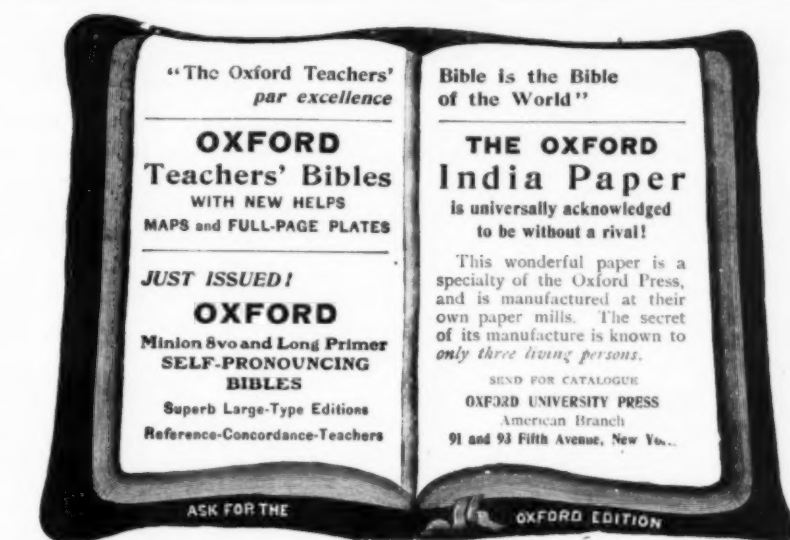 “The Oxford Teachers’
par excellence
OXFORD
Teachers’ Bibles
WITH NEW HELPS
MAPS and FULL-PAGE PLATES
JUST ISSUED!
OXFORD
Minion 8vo and Long Primer
SELF-PRONOUNCING
BIBLES
Superb Large-Type Editions
Reference-Concordance-Teachers
Bible is the Bible
of the World”
THE OXFORD
India Paper
is universally acknowledged
to be without a rival!
This wonderful paper is a
specialty of the Oxford Press,
and is manufactured at their
own paper mills. The secret
of its manufacture is known to
only three living persons.
SEND FOR CATALOGUE
OXFORD UNIVERSITY PRESS
American Branch
91 and 93 Fifth Avenue, New
ASK FOR THE OXFORD EDITION